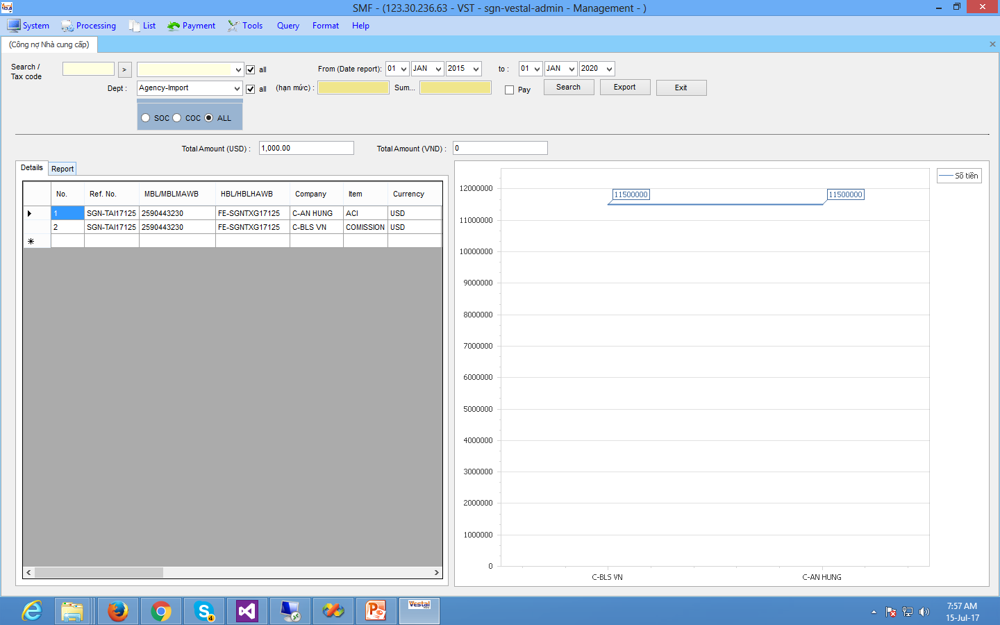 SMF - (123.30.236.63 - VST - sgn-vestal-admin - Management - )
System Processing List Payment Tools Query Format Help
(Công nợ Nhà cung cấp)
Search /
Tax code
>
all
From (Date report): 01 JAN 2015 to : 01 JAN 2020
Dept : Agency-Import all (hạn mức) : Sum... Pay Search Export Exit
SOC COC ALL
Total Amount (USD) : 1,000.00 Total Amount (VND) : 0
Details Report
No. Ref. No. MBL/MBLMAWB HBL/HBLHAWB Company Item Currency
1 SGN-TAI17125 2590443230 FE-SGNTXG17125 C-AN HUNG ACI USD
2 SGN-TAI17125 2590443230 FE-SGNTXG17125 C-BLS VN COMISSION USD
Số tiền
11500000 11500000
12000000
11000000
10000000
9000000
8000000
7000000
6000000
5000000
4000000
3000000
2000000
1000000
0
C-BLS VN C-AN HUNG
4
Vestal
7:57 AM
15-Jul-17